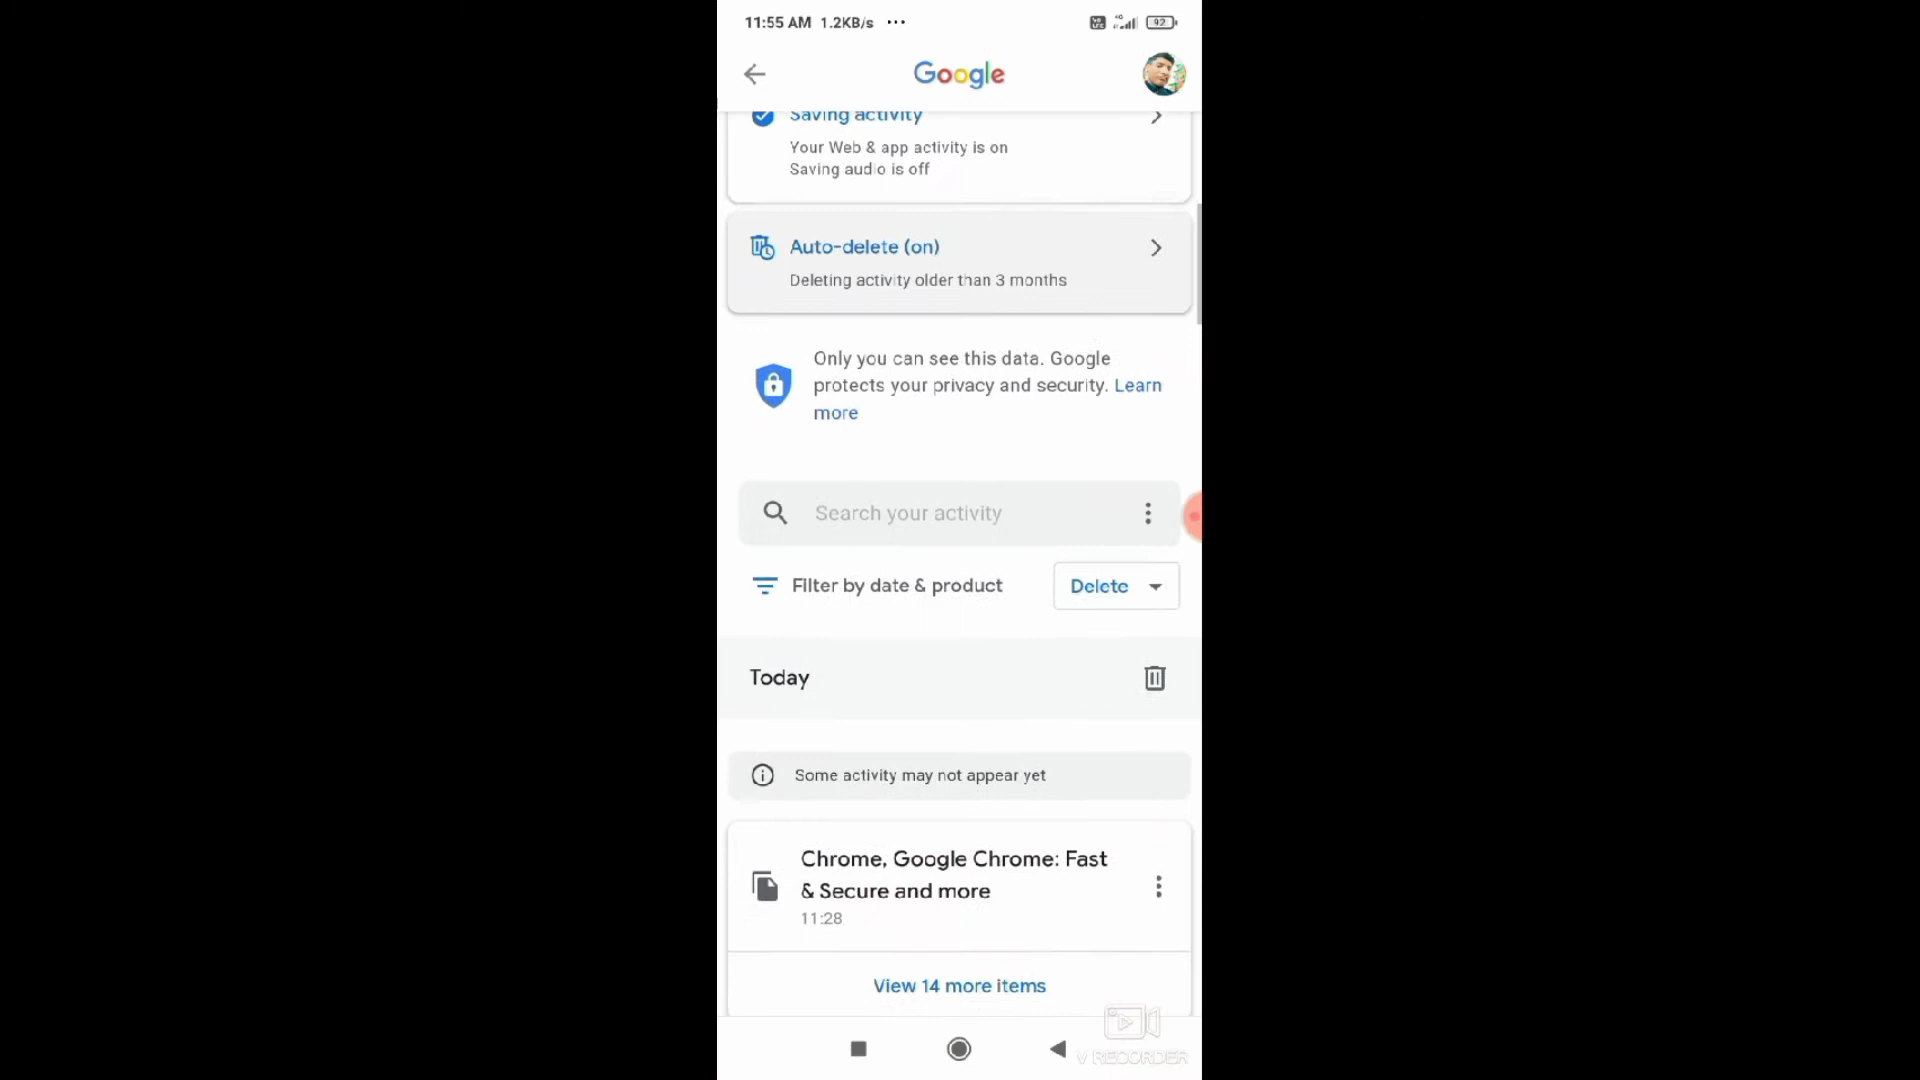 11:55 AM 1.2KB/s ...
92
Google
Saving activity
Your Web & app activity is on
Saving audio is off
Auto-delete (on)
Deleting activity older than 3 months
Only you can see this data. Google
protects your privacy and security. Learn
more
Search your activity
Filter by date & product
Delete
Today
Some activity may not appear yet
Chrome, Google Chrome: Fast
& Secure and more
11:28
View 14 more items
V RECORDER